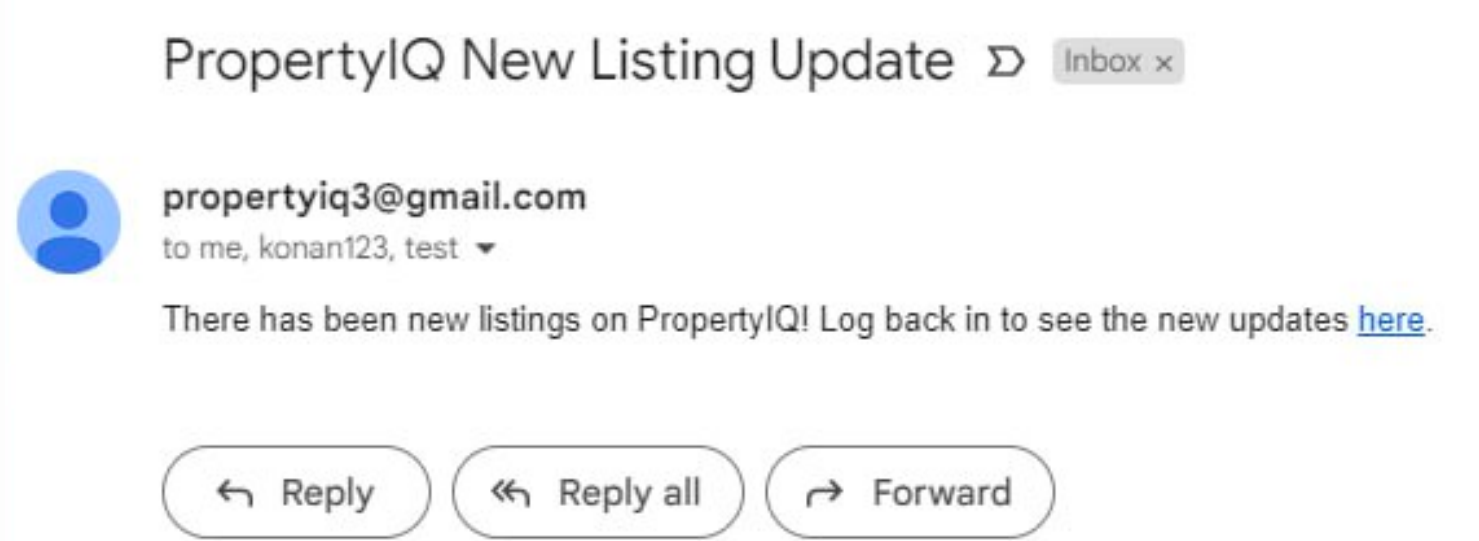 PropertyIQ New Listing Update Inbox ×
propertyiq3@gmail.com
to me, konan123, test
There has been new listings on PropertyIQ! Log back in to see the new updates here.
Reply Reply all Forward